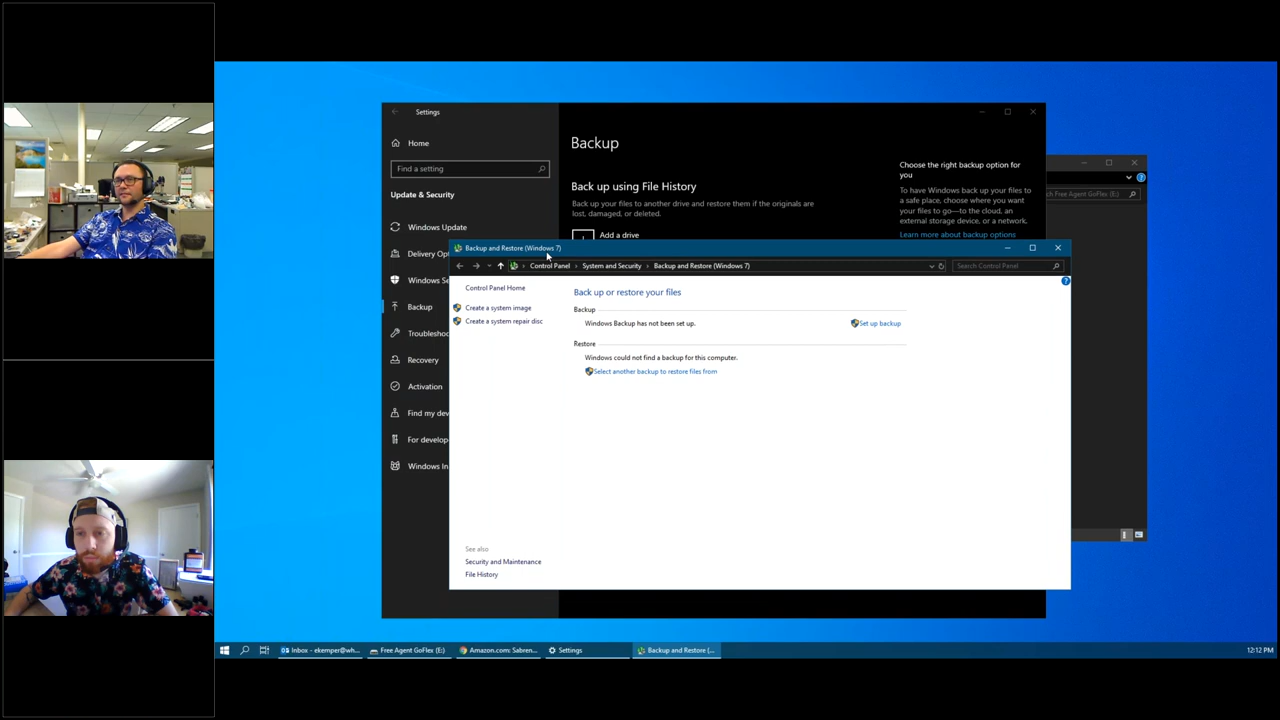 Settings
Home
Find a setting
Update & Security
Windows Update
Delivery Opt
Windows Se
Backup
Troubleshoo
Recovery
Activation
Find my dev
For develop
Windows In
Backup
Back up using File History
Back up your files to another drive and restore them if the originals are
lost, damaged, or deleted.
Add a drive
Choose the right backup option for
you
To have Windows back up your files to
a safe place, choose where you want
your files to go—to the cloud, an
external storage device, or a network.
Learn more about backup options
ch Free Agent GoFlex (E:)
Backup and Restore (Windows 7)
Control Panel › System and Security › Backup and Restore (Windows 7)
Search Control Panel
Control Panel Home
Create a system image
Create a system repair disc
Back up or restore your files
Backup
Windows Backup has not been set up.
Set up backup
Restore
Windows could not find a backup for this computer.
Select another backup to restore files from
See also
Security and Maintenance
File History
Inbox - ekemper@wh...
Free Agent GoFlex (E:)
Amazon.com: Sabren...
Settings
Backup and Restore (...
12:12 PM